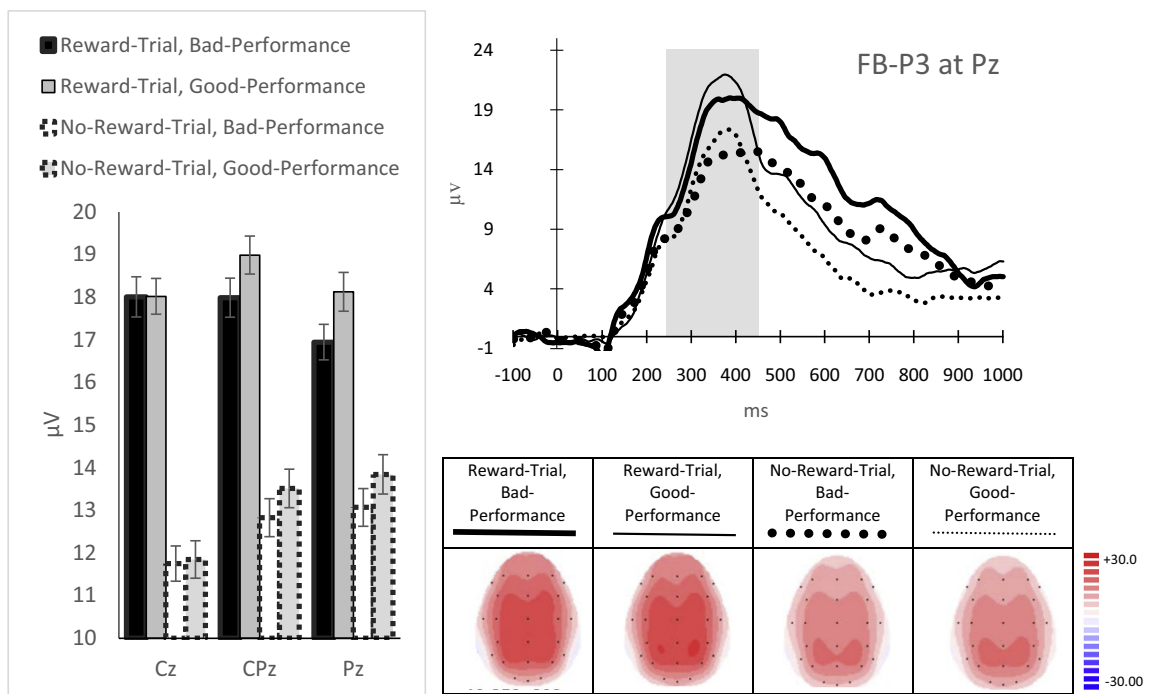 Reward-Trial, Bad-Performance
Reward-Trial, Good-Performance
No-Reward-Trial, Bad-Performance
No-Reward-Trial, Good-Performance
20
19
18
17
16
15
14
13
12
11
10
μV
Cz CPz Pz
FB-P3 at Pz
24
19
14
9
4
-1
μv
-100 0 100 200 300 400 500 600 700 800 900 1000
ms
Reward-Trial,
Bad-
Performance
Reward-Trial,
Good-
Performance
No-Reward-Trial,
Bad-
Performance
No-Reward-Trial,
Good-
Performance
+30.0
-30.00